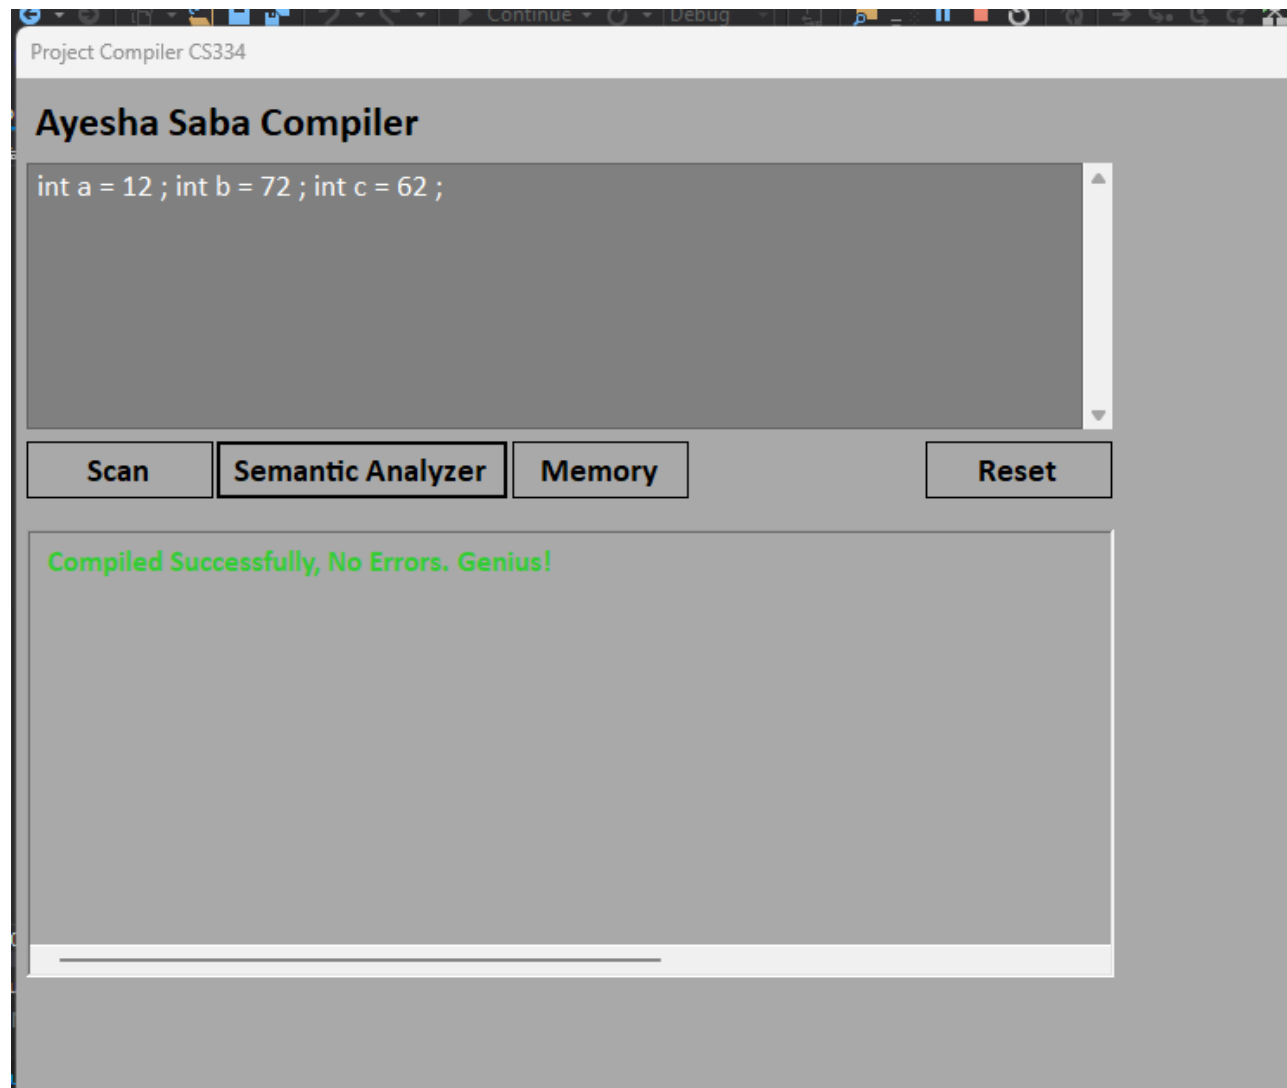 Continue Debug
Project Compiler CS334
Ayesha Saba Compiler
int a = 12 ; int b = 72 ; int c = 62 ;
Scan Semantic Analyzer Memory Reset
Compiled Successfully, No Errors. Genius!